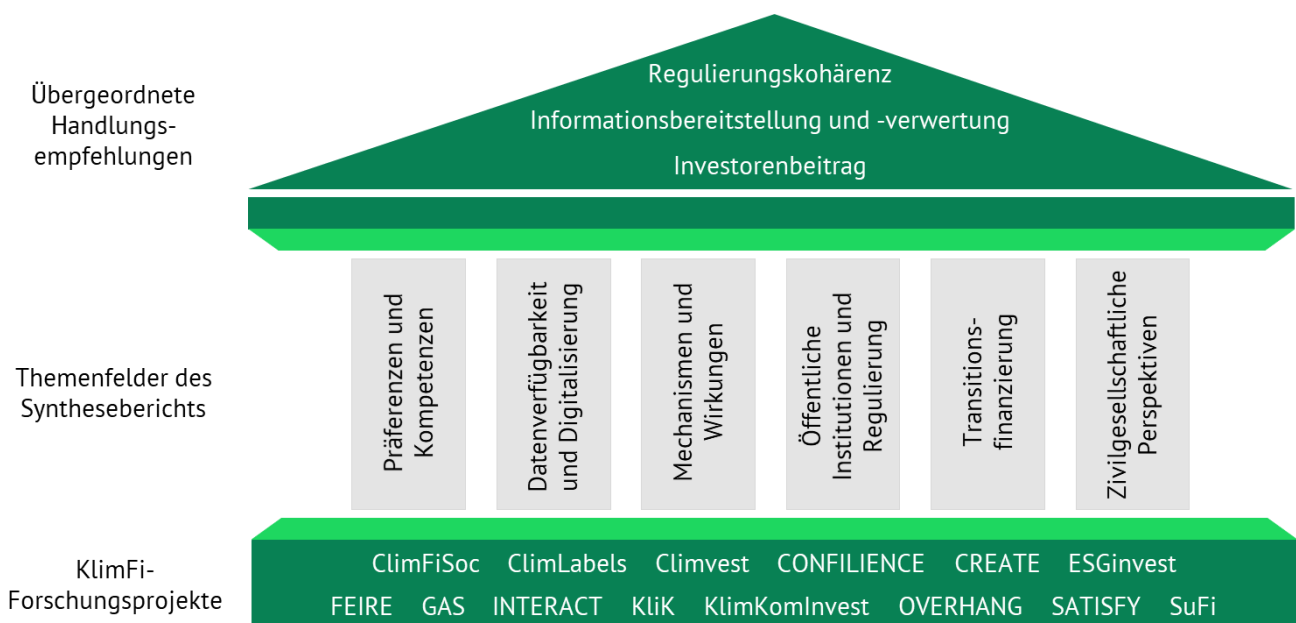 Übergeordnete
Handlungs-
empfehlungen
Regulierungskohärenz
Informationsbereitstellung und -verwertung
Investorenbeitrag
Themenfelder des
Syntheseberichts
Präferenzen und
Kompetenzen
Datenverfügbarkeit
und Digitalisierung
Mechanismen und
Wirkungen
Öffentliche
Institutionen und
Regulierung
Transitions-
finanzierung
Zivilgesellschaftliche
Perspektiven
KlimFi-
Forschungsprojekte
ClimFiSoc ClimLabels Climvest CONFILIENCE CREATE ESGinvest
FEIRE GAS INTERACT KliK KlimKomInvest OVERHANG SATISFY SuFi